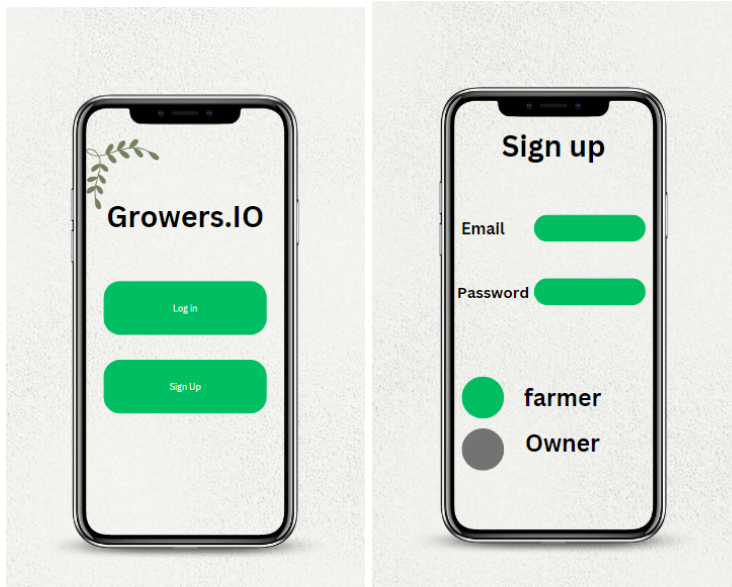 Growers.IO
Log in
Sign Up
Sign up
Email
Password
farmer
Owner